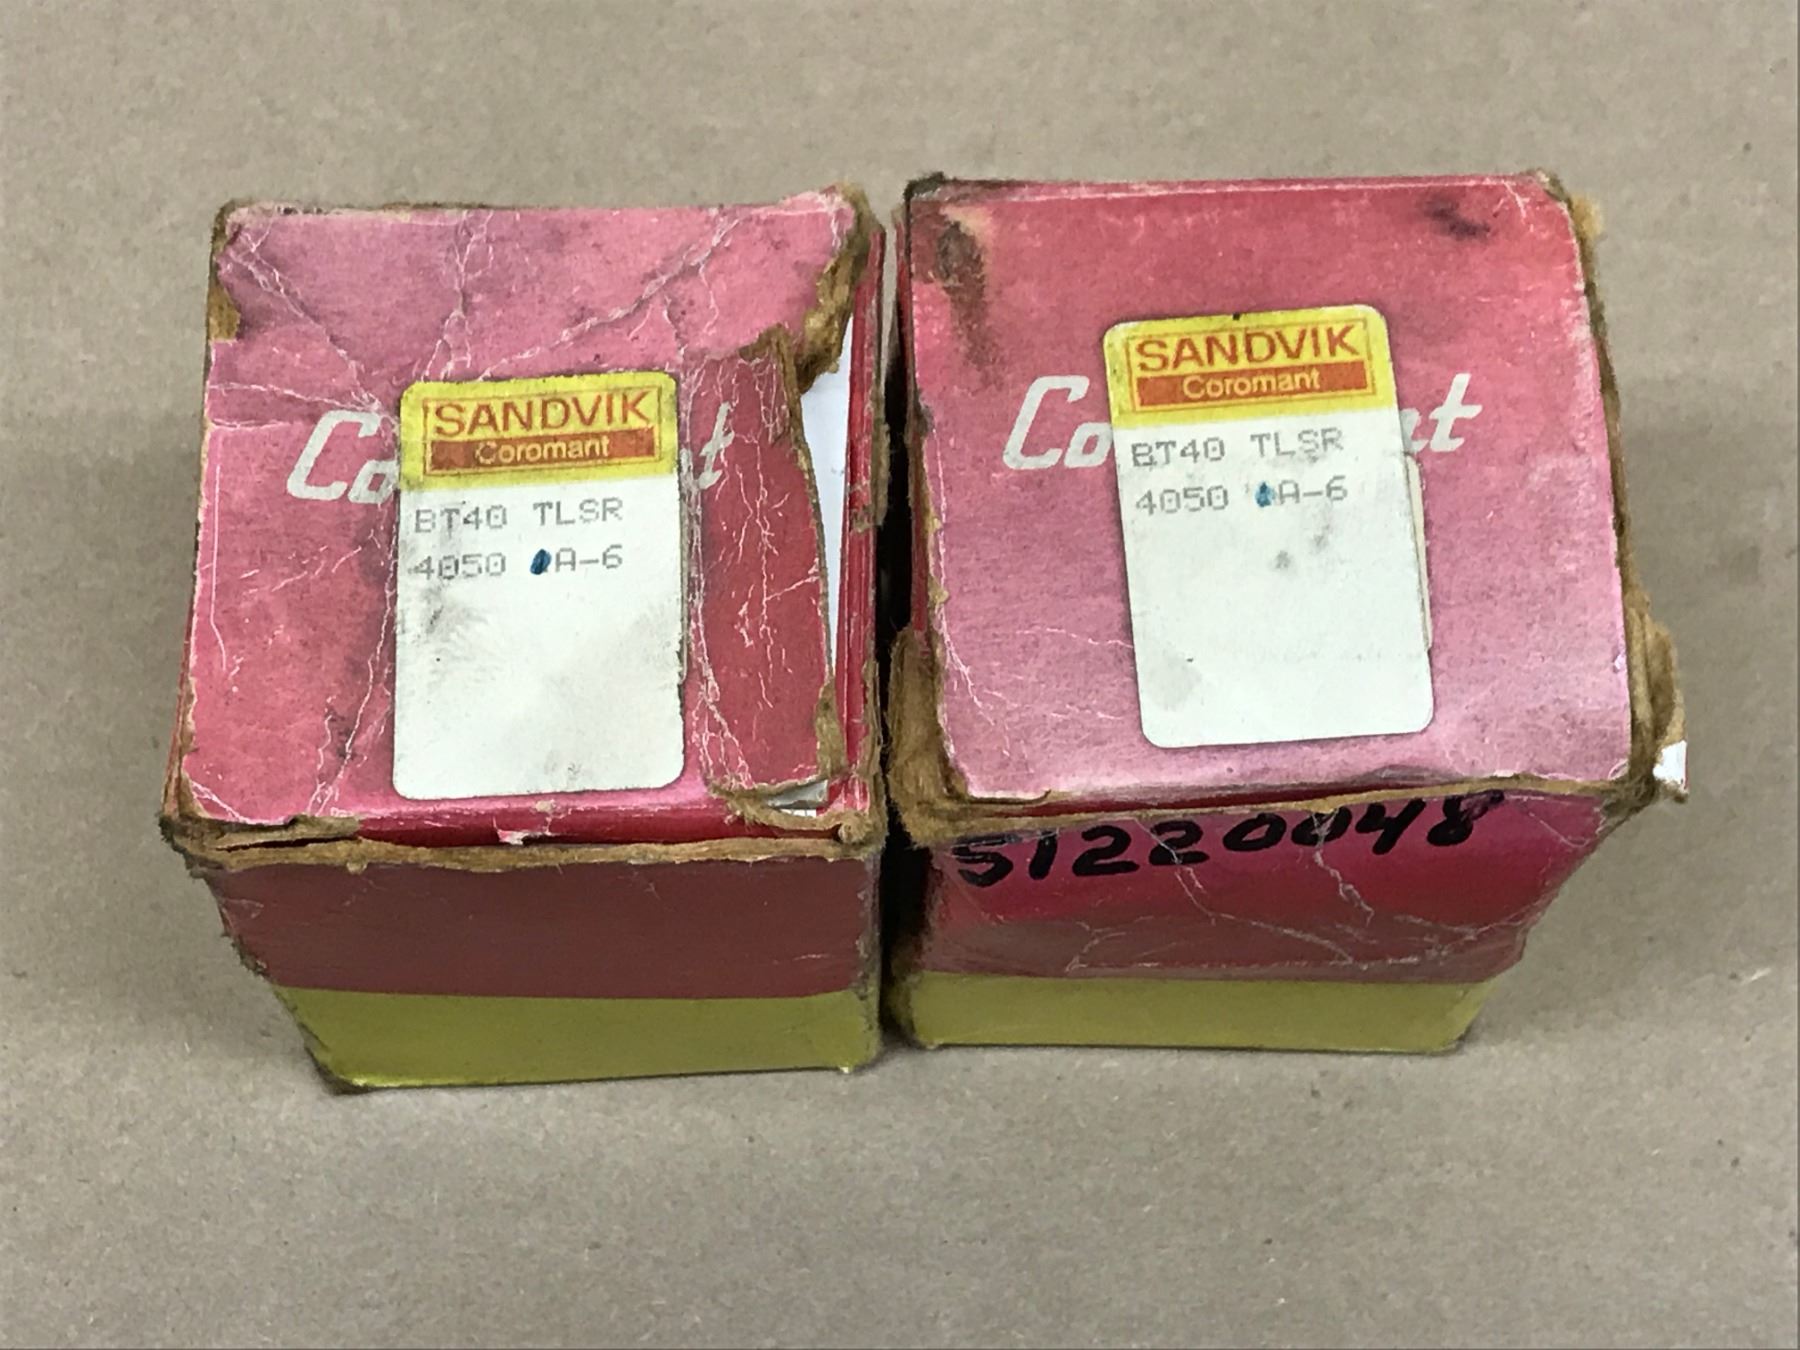 SANDVIK
Coromant
BT40 TLSR
4050 A-6
SANDVIK
Coromant
BT40 TLSR
4050 A-6
51220048